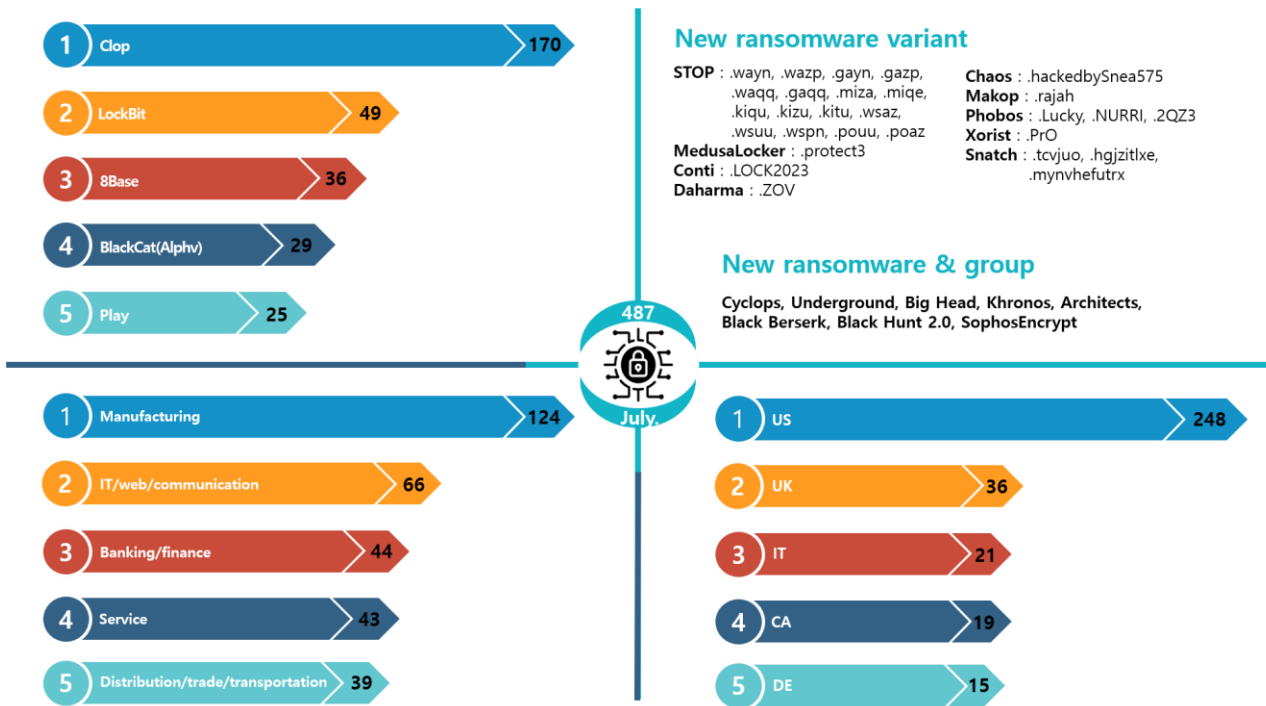 1 Clop 170
2 LockBit 49
3 8Base 36
4 BlackCat(Alphv) 29
5 Play 25
New ransomware variant
STOP : .wayn, .wazp, .gayn, .gazp,
.waqq, .gaqq, .miza, .miqe,
.kiqu, .kizu, .kitu, .wsaz,
.wsuu, .wspn, .pouu, .poaz
MedusaLocker : .protect3
Conti : .LOCK2023
Daharma : .ZOV
Chaos : .hackedbySnea575
Makop : .rajah
Phobos : .Lucky, .NURRI, .2QZ3
Xorist : .PrO
Snatch : .tcvjuo, .hgjzitlxe,
.mynvhefutrx
New ransomware & group
Cyclops, Underground, Big Head, Khronos, Architects,
Black Berserk, Black Hunt 2.0, SophosEncrypt
487
July.
1 Manufacturing 124
2 IT/web/communication 66
3 Banking/finance 44
4 Service 43
5 Distribution/trade/transportation 39
1 US 248
2 UK 36
3 IT 21
4 CA 19
5 DE 15